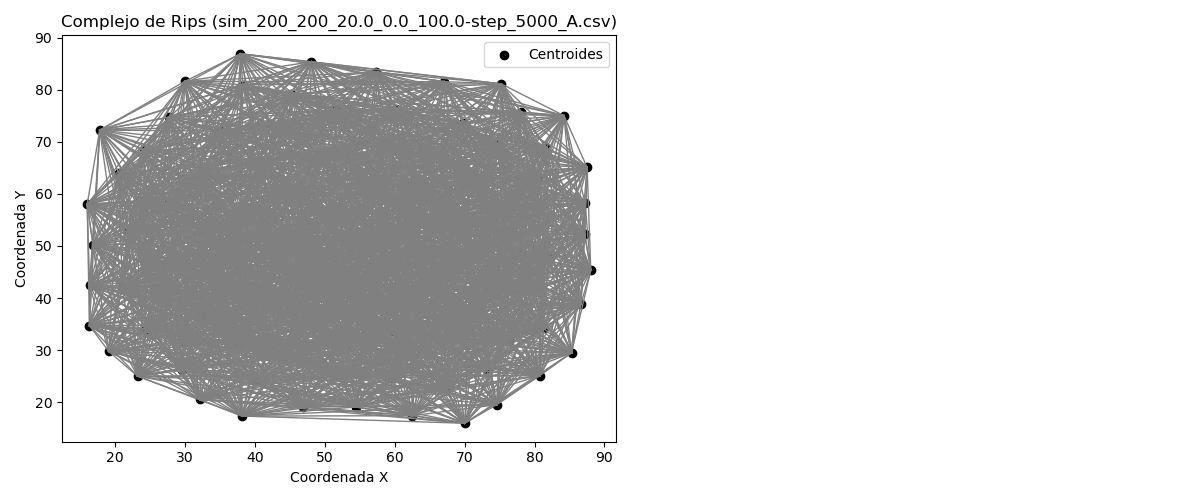 Complejo de Rips (sim_200_200_20.0_0.0_100.0-step_5000_A.csv)
Centroides
90
80
70
60
50
40
30
20
Coordenada Y
20 30 40 50 60 70 80 90
Coordenada X